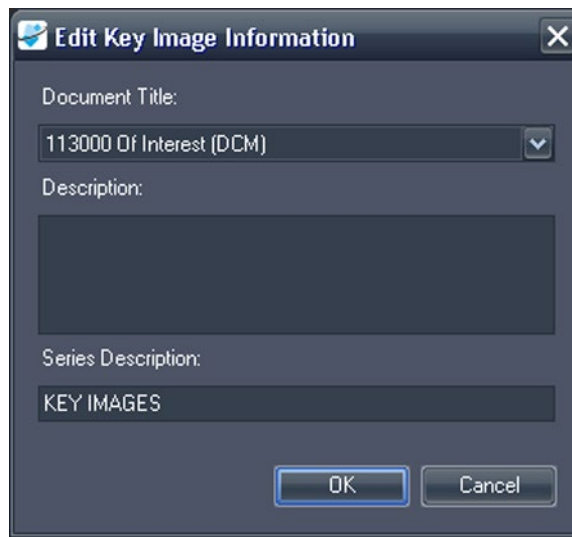 Edit Key Image Information
Document Title:
113000 Of Interest (DCM)
Description:
Series Description:
KEY IMAGES
OK Cancel